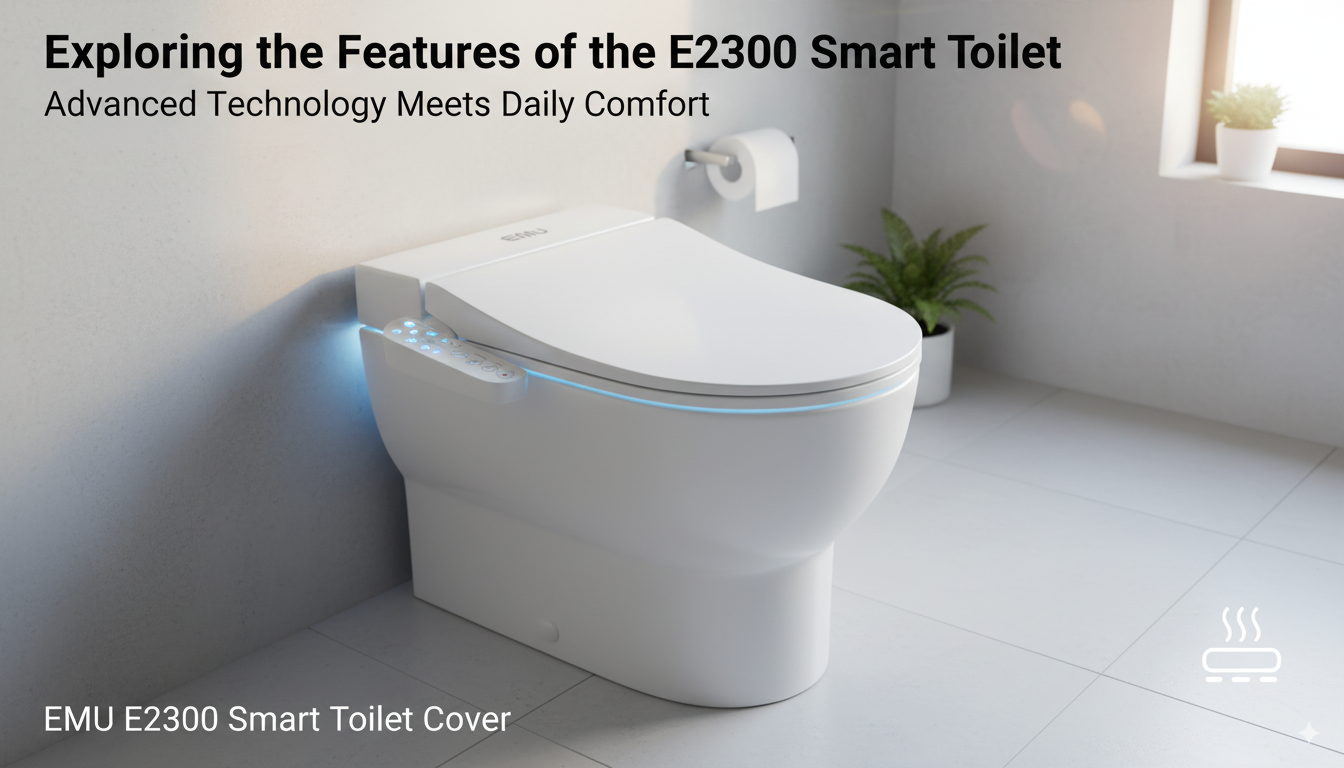 Exploring the Features of the E2300 Smart Toilet
Advanced Technology Meets Daily Comfort
EMU
EMU E2300 Smart Toilet Cover